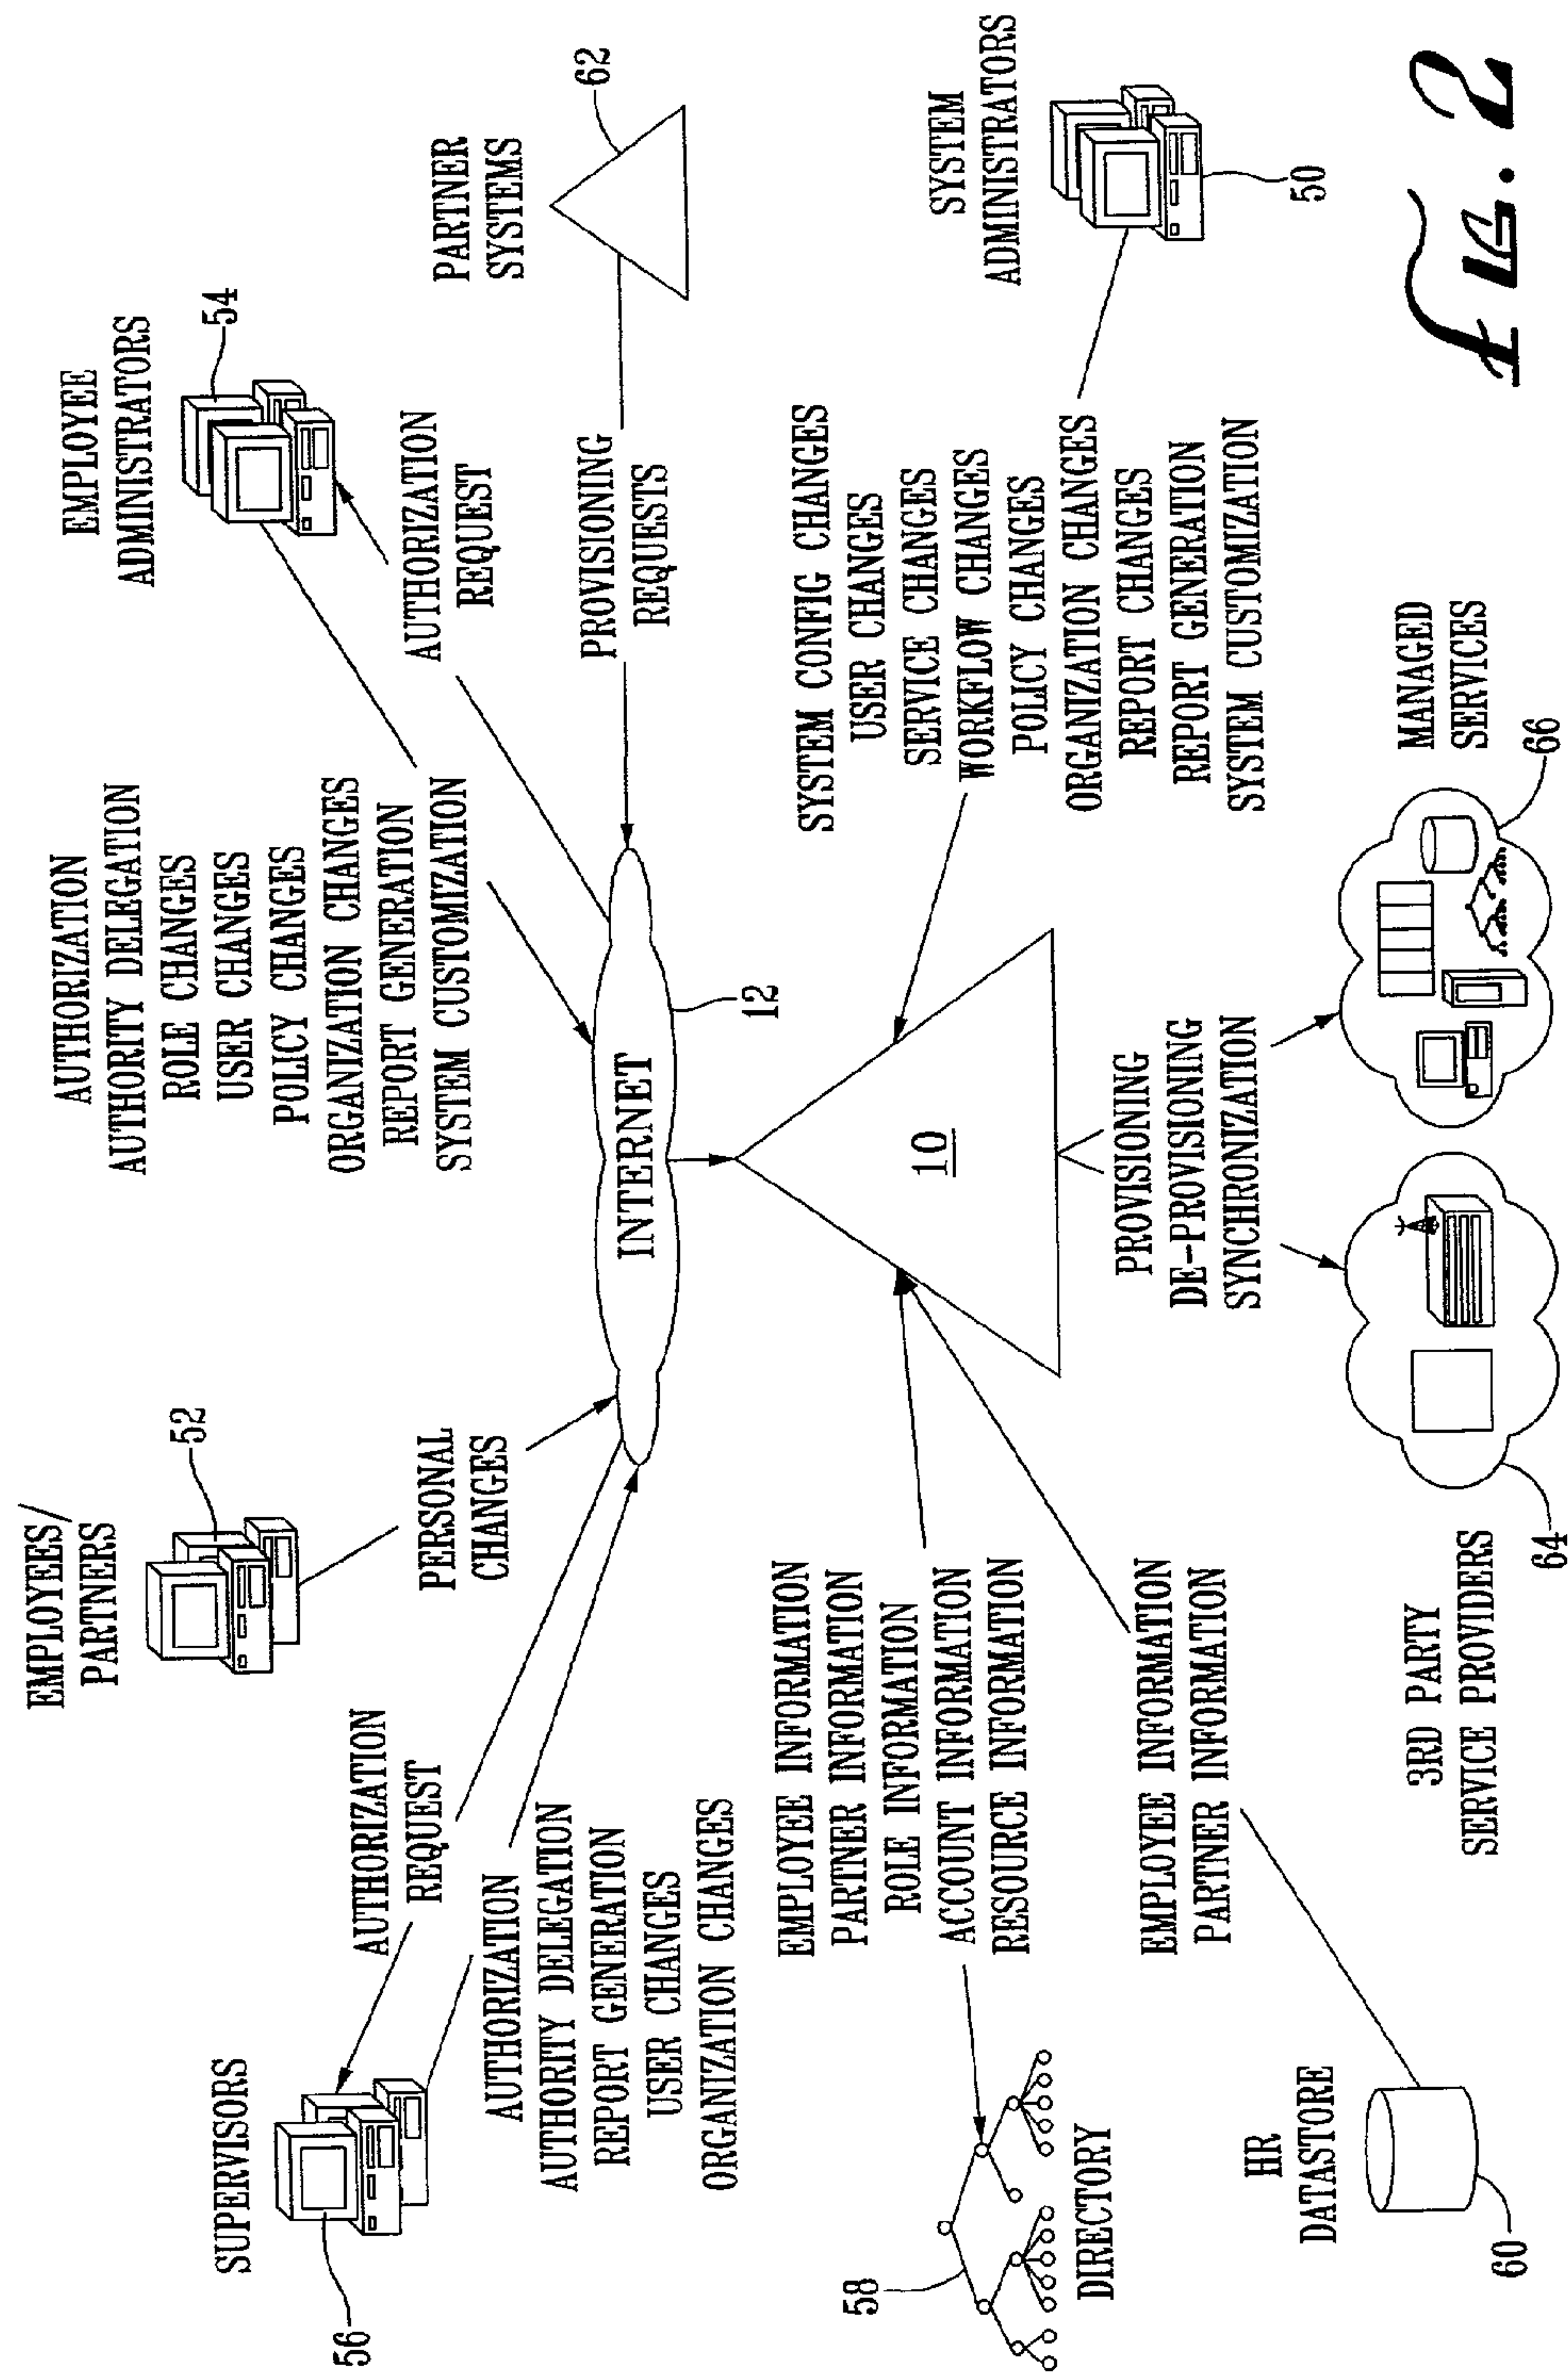 EMPLOYEES/
PARTNERS
52
EMPLOYEE
ADMINISTRATORS
54
SUPERVISORS
56
AUTHORIZATION
REQUEST
PERSONAL
CHANGES
AUTHORIZATION
AUTHORITY DELEGATION
ROLE CHANGES
USER CHANGES
POLICY CHANGES
ORGANIZATION CHANGES
REPORT GENERATION
SYSTEM CUSTOMIZATION
AUTHORIZATION
REQUEST
PARTNER
SYSTEMS
62
PROVISIONING
REQUESTS
AUTHORIZATION
AUTHORITY DELEGATION
REPORT GENERATION
USER CHANGES
ORGANIZATION CHANGES
INTERNET
12
10
EMPLOYEE INFORMATION
PARTNER INFORMATION
ROLE INFORMATION
ACCOUNT INFORMATION
RESOURCE INFORMATION
SYSTEM CONFIG CHANGES
USER CHANGES
SERVICE CHANGES
WORKFLOW CHANGES
POLICY CHANGES
ORGANIZATION CHANGES
REPORT CHANGES
REPORT GENERATION
SYSTEM CUSTOMIZATION
SYSTEM
ADMINISTRATORS
50
58
DIRECTORY
EMPLOYEE INFORMATION
PARTNER INFORMATION
PROVISIONING
DE-PROVISIONING
SYNCHRONIZATION
HR
DATASTORE
60
3RD PARTY
SERVICE PROVIDERS
64
MANAGED
SERVICES
66
FIG. 2